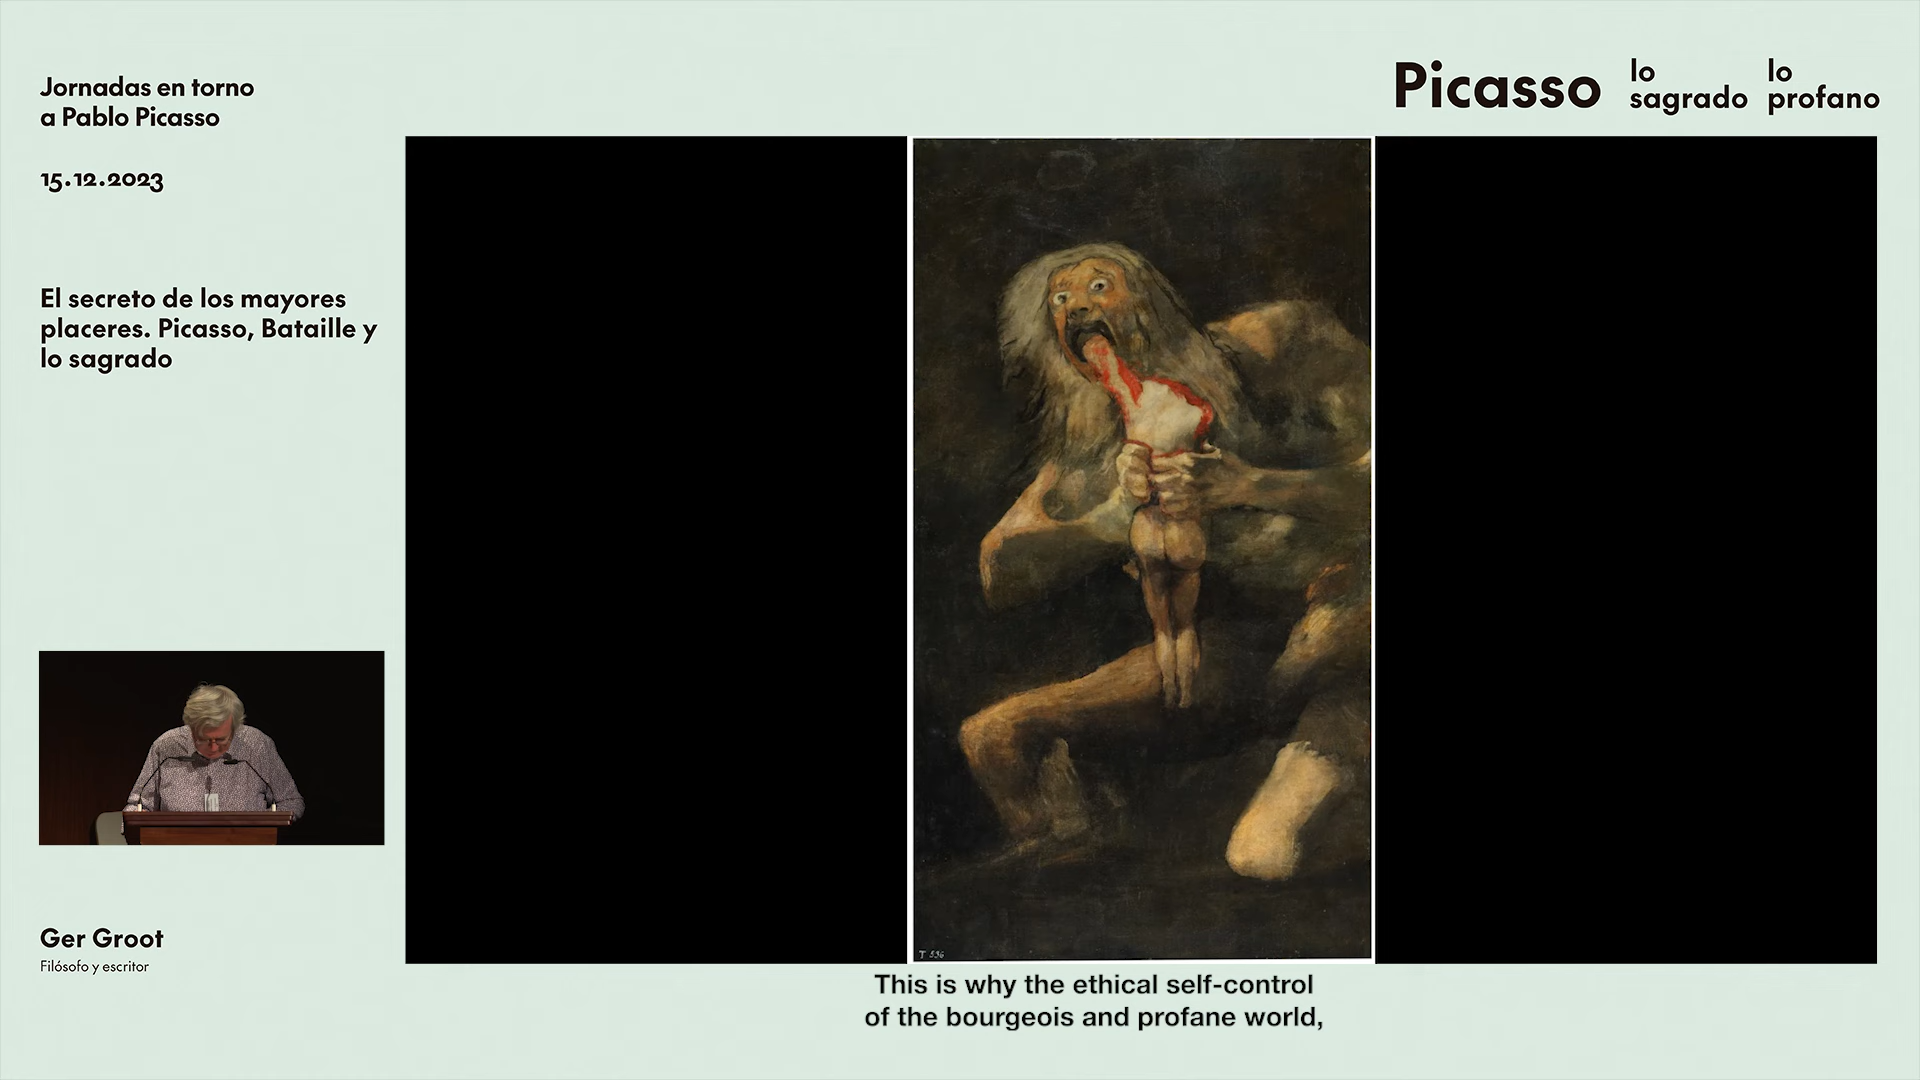 Jornadas en torno
a Pablo Picasso
15.12.2023
El secreto de los mayores
placeres. Picasso, Bataille y
lo sagrado
Ger Groot
Filósofo y escritor
Picasso
lo
sagrado
lo
profano
T 536
This is why the ethical self-control
of the bourgeois and profane world,